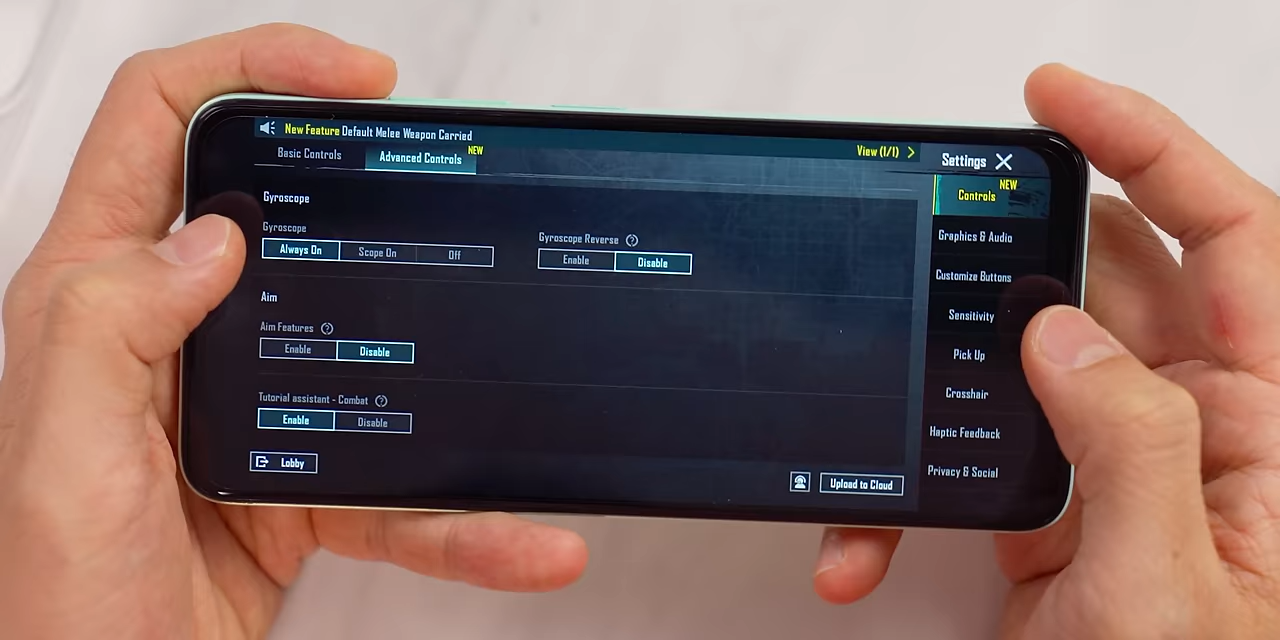 New Feature Default Melee Weapon Carried
View (1/1)
Settings
Basic Controls
Advanced Controls
NEW
Controls
NEW
Graphics & Audio
Customize Buttons
Sensitivity
Pick Up
Crosshair
Haptic Feedback
Privacy & Social
Gyroscope
Gyroscope
Always On
Scope On
Off
Gyroscope Reverse ?
Enable
Disable
Aim
Aim Features ?
Enable
Disable
Tutorial assistant - Combat ?
Enable
Disable
Lobby
Upload to Cloud